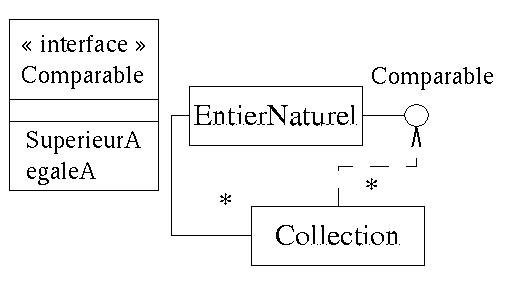 « interface »
Comparable
SuperieurA
egaleA
Comparable
EntierNaturel
*
*
Collection